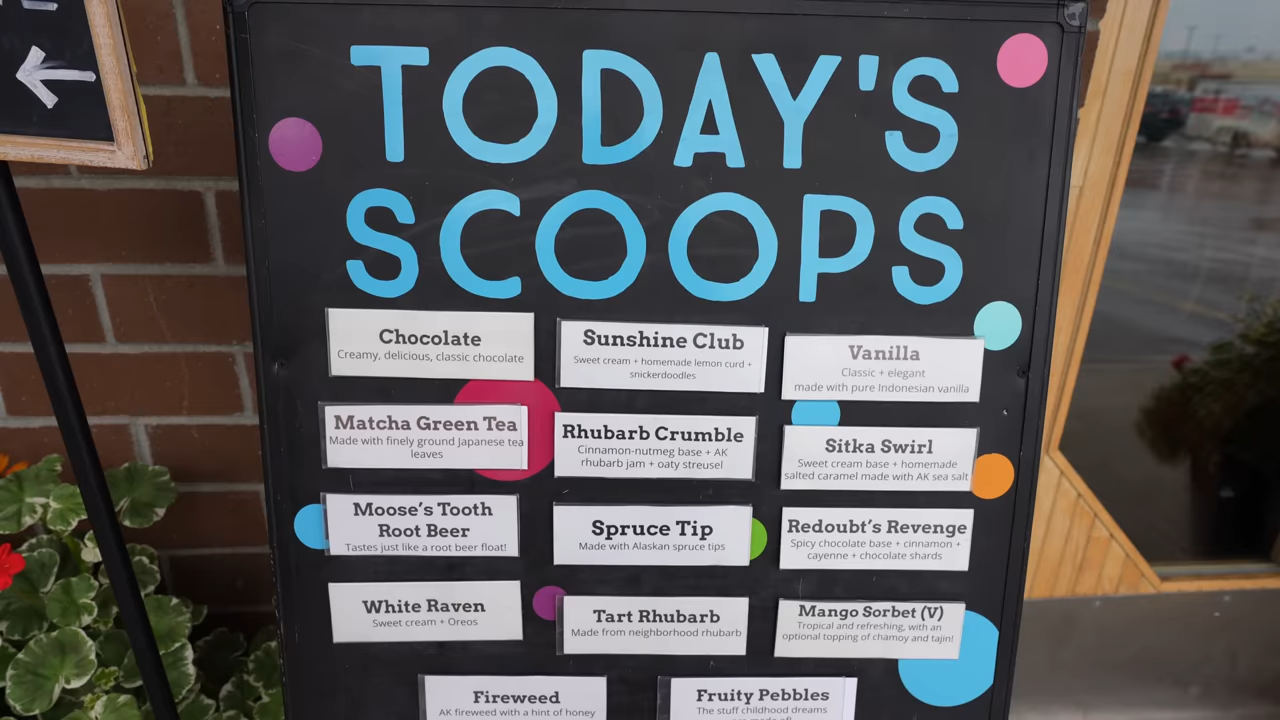 TODAY'S
SCOOPS
Chocolate
Creamy, delicious, classic chocolate
Sunshine Club
Sweet cream + homemade lemon curd +
snickerdoodles
Vanilla
Classic + elegant
made with pure Indonesian vanilla
Matcha Green Tea
Made with finely ground Japanese tea
leaves
Rhubarb Crumble
Cinnamon-nutmeg base + AK
rhubarb jam + oaty streusel
Sitka Swirl
Sweet cream base + homemade
salted caramel made with AK sea salt
Moose's Tooth
Root Beer
Tastes just like a root beer float!
Spruce Tip
Made with Alaskan spruce tips
Redoubt's Revenge
Spicy chocolate base + cinnamon +
cayenne + chocolate shards
White Raven
Sweet cream + Oreos
Tart Rhubarb
Made from neighborhood rhubarb
Mango Sorbet (V)
Tropical and refreshing, with an
optional topping of chamoy and tajin!
Fireweed
AK fireweed with a hint of honey
Fruity Pebbles
The stuff childhood dreams